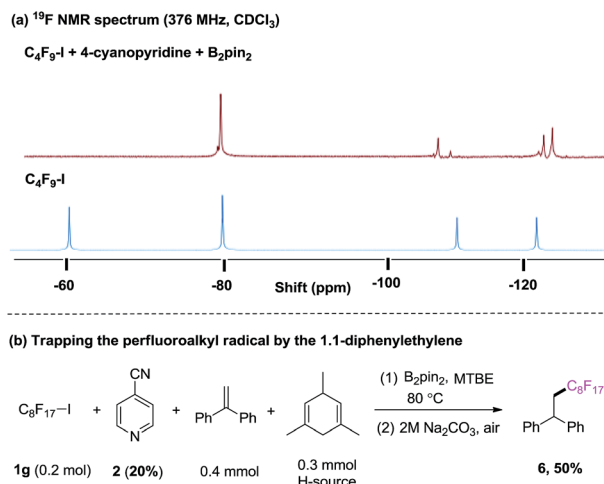 (a) ¹⁹F NMR spectrum (376 MHz, CDCl₃)
C₄F₉-I + 4-cyanopyridine + B₂pin₂
C₄F₉-I
-60 -80 Shift (ppm) -100 -120
(b) Trapping the perfluoroalkyl radical by the 1.1-diphenylethylene
C₈F₁₇—I + CN N + Ph Ph + (1) B₂pin₂, MTBE
80 °C
(2) 2M Na₂CO₃, air
C₈F₁₇
Ph Ph
1g (0.2 mol) 2 (20%) 0.4 mmol 0.3 mmol
H-source
6, 50%